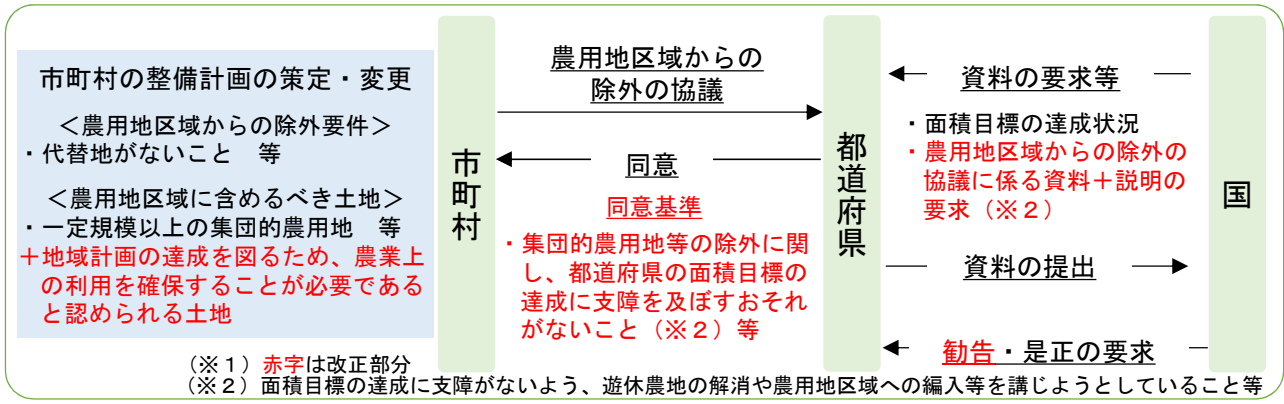 市町村の整備計画の策定・変更
＜農用地区域からの除外要件＞
・代替地がないこと　等
＜農用地区域に含めるべき土地＞
・一定規模以上の集団的農用地　等
＋地域計画の達成を図るため、農業上
の利用を確保することが必要である
と認められる土地
市町村
農用地区域からの
除外の協議
同意
同意基準
・集団的農用地等の除外に関
し、都道府県の面積目標の
達成に支障を及ぼすおそれ
がないこと（※２）等
都道府県
資料の要求等
・面積目標の達成状況
・農用地区域からの除外の
協議に係る資料＋説明の
要求（※２）
資料の提出
勧告・是正の要求
国
（※１）赤字は改正部分
（※２）面積目標の達成に支障がないよう、遊休農地の解消や農用地区域への編入等を講じようとしていること等